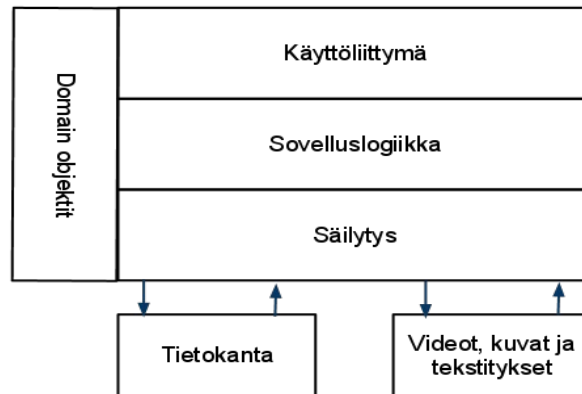 Domain objektit
Käyttöliittymä
Sovelluslogiikka
Säilytys
Tietokanta
Videot, kuvat ja
tekstitykset